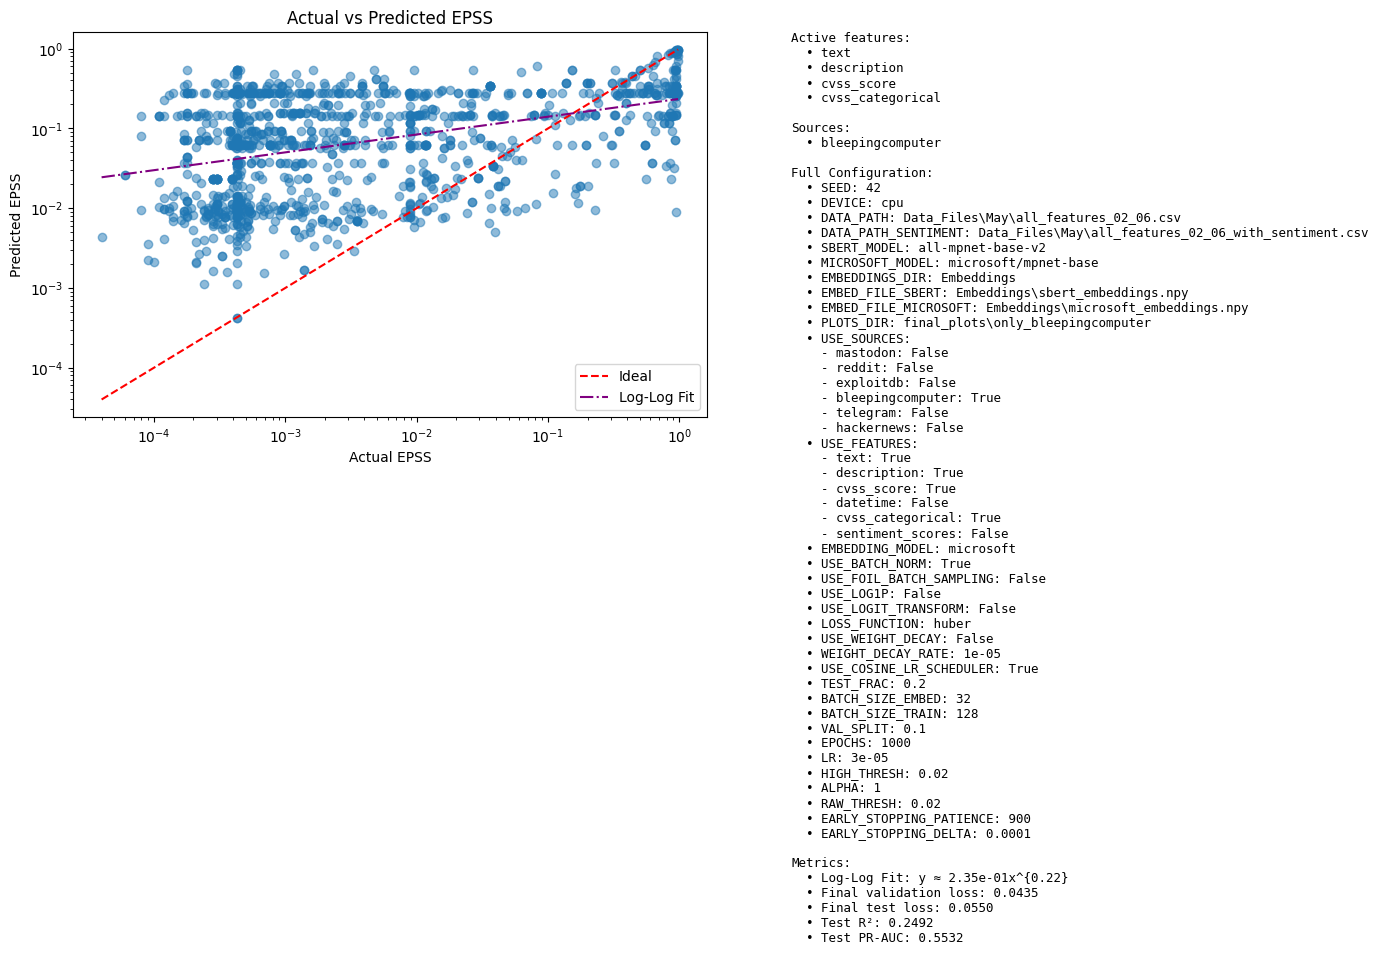 Actual vs Predicted EPSS
Predicted EPSS
10^0
10^{-1}
10^{-2}
10^{-3}
10^{-4}
10^{-4}
10^{-3}
10^{-2}
10^{-1}
10^0
Actual EPSS
Ideal
Log-Log Fit
Active features:
• text
• description
• cvss_score
• cvss_categorical
Sources:
• bleepingcomputer
Full Configuration:
• SEED: 42
• DEVICE: cpu
• DATA_PATH: Data_Files\May\all_features_02_06.csv
• DATA_PATH_SENTIMENT: Data_Files\May\all_features_02_06_with_sentiment.csv
• SBERT_MODEL: all-mpnet-base-v2
• MICROSOFT_MODEL: microsoft/mpnet-base
• EMBEDDINGS_DIR: Embeddings
• EMBED_FILE_SBERT: Embeddings\sbert_embeddings.npy
• EMBED_FILE_MICROSOFT: Embeddings\microsoft_embeddings.npy
• PLOTS_DIR: final_plots\only_bleepingcomputer
• USE_SOURCES:
- mastodon: False
- reddit: False
- exploitdb: False
- bleepingcomputer: True
- telegram: False
- hackernews: False
• USE_FEATURES:
- text: True
- description: True
- cvss_score: True
- datetime: False
- cvss_categorical: True
- sentiment_scores: False
• EMBEDDING_MODEL: microsoft
• USE_BATCH_NORM: True
• USE_FOIL_BATCH_SAMPLING: False
• USE_LOG1P: False
• USE_LOGIT_TRANSFORM: False
• LOSS_FUNCTION: huber
• USE_WEIGHT_DECAY: False
• WEIGHT_DECAY_RATE: 1e-05
• USE_COSINE_LR_SCHEDULER: True
• TEST_FRAC: 0.2
• BATCH_SIZE_EMBED: 32
• BATCH_SIZE_TRAIN: 128
• VAL_SPLIT: 0.1
• EPOCHS: 1000
• LR: 3e-05
• HIGH_THRESH: 0.02
• ALPHA: 1
• RAW_THRESH: 0.02
• EARLY_STOPPING_PATIENCE: 900
• EARLY_STOPPING_DELTA: 0.0001
Metrics:
• Log-Log Fit: y ≈ 2.35e-01x^{0.22}
• Final validation loss: 0.0435
• Final test loss: 0.0550
• Test R²: 0.2492
• Test PR-AUC: 0.5532